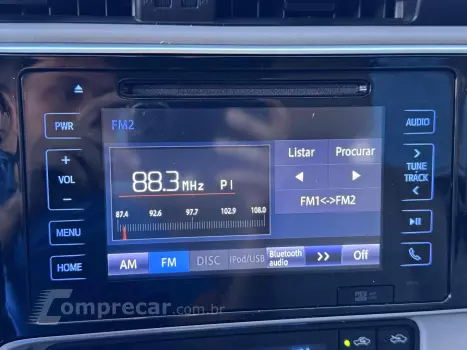 FM2
PWR
AUDIO
+
VOL
−
Listar Procurar
88.3 MHz P1
TUNE
TRACK
FM1<->FM2
87.4 92.6 97.7 102.9 108.0
MENU
HOME
AM FM DISC iPod/USB Bluetooth audio >> Off
Comprecar.com.br